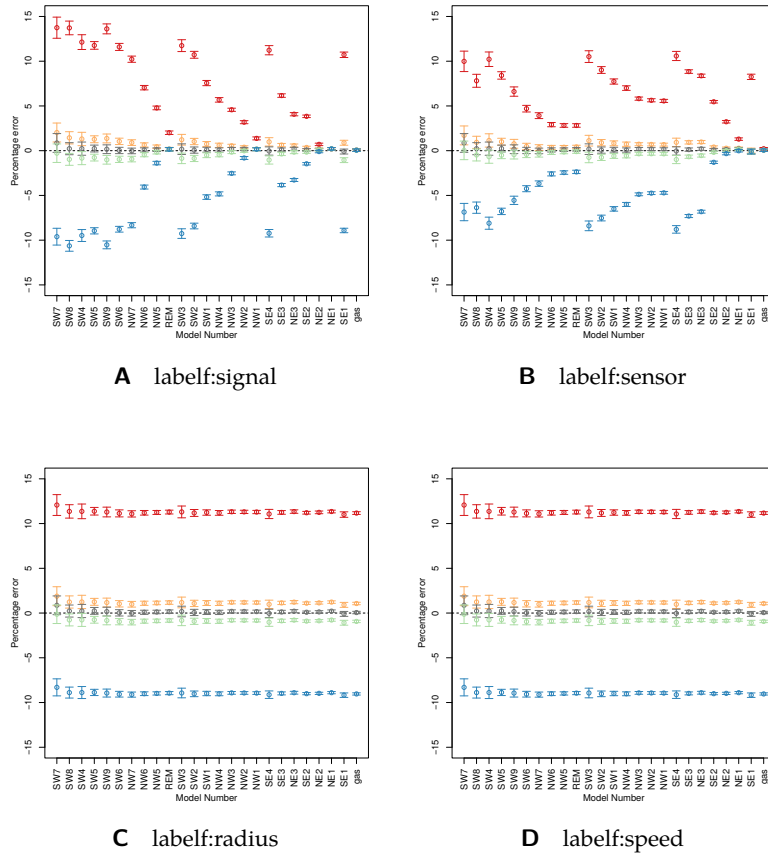 15
10
5
0
−5
−10
−15
Percentage error
SW7 SW8 SW4 SW5 SW9 SW6 NW7 NW6 NW5 REM SW3 SW2 SW1 NW4 NW3 NW2 NW1 SE4 SE3 NE3 SE2 NE2 NE1 SE1 gas
Model Number
A labelf:signal
15
10
5
0
−5
−10
−15
Percentage error
SW7 SW8 SW4 SW5 SW9 SW6 NW7 NW6 NW5 REM SW3 SW2 SW1 NW4 NW3 NW2 NW1 SE4 SE3 NE3 SE2 NE2 NE1 SE1 gas
Model Number
B labelf:sensor
15
10
5
0
−5
−10
−15
Percentage error
SW7 SW8 SW4 SW5 SW9 SW6 NW7 NW6 NW5 REM SW3 SW2 SW1 NW4 NW3 NW2 NW1 SE4 SE3 NE3 SE2 NE2 NE1 SE1 gas
Model Number
C labelf:radius
15
10
5
0
−5
−10
−15
Percentage error
SW7 SW8 SW4 SW5 SW9 SW6 NW7 NW6 NW5 REM SW3 SW2 SW1 NW4 NW3 NW2 NW1 SE4 SE3 NE3 SE2 NE2 NE1 SE1 gas
Model Number
D labelf:speed